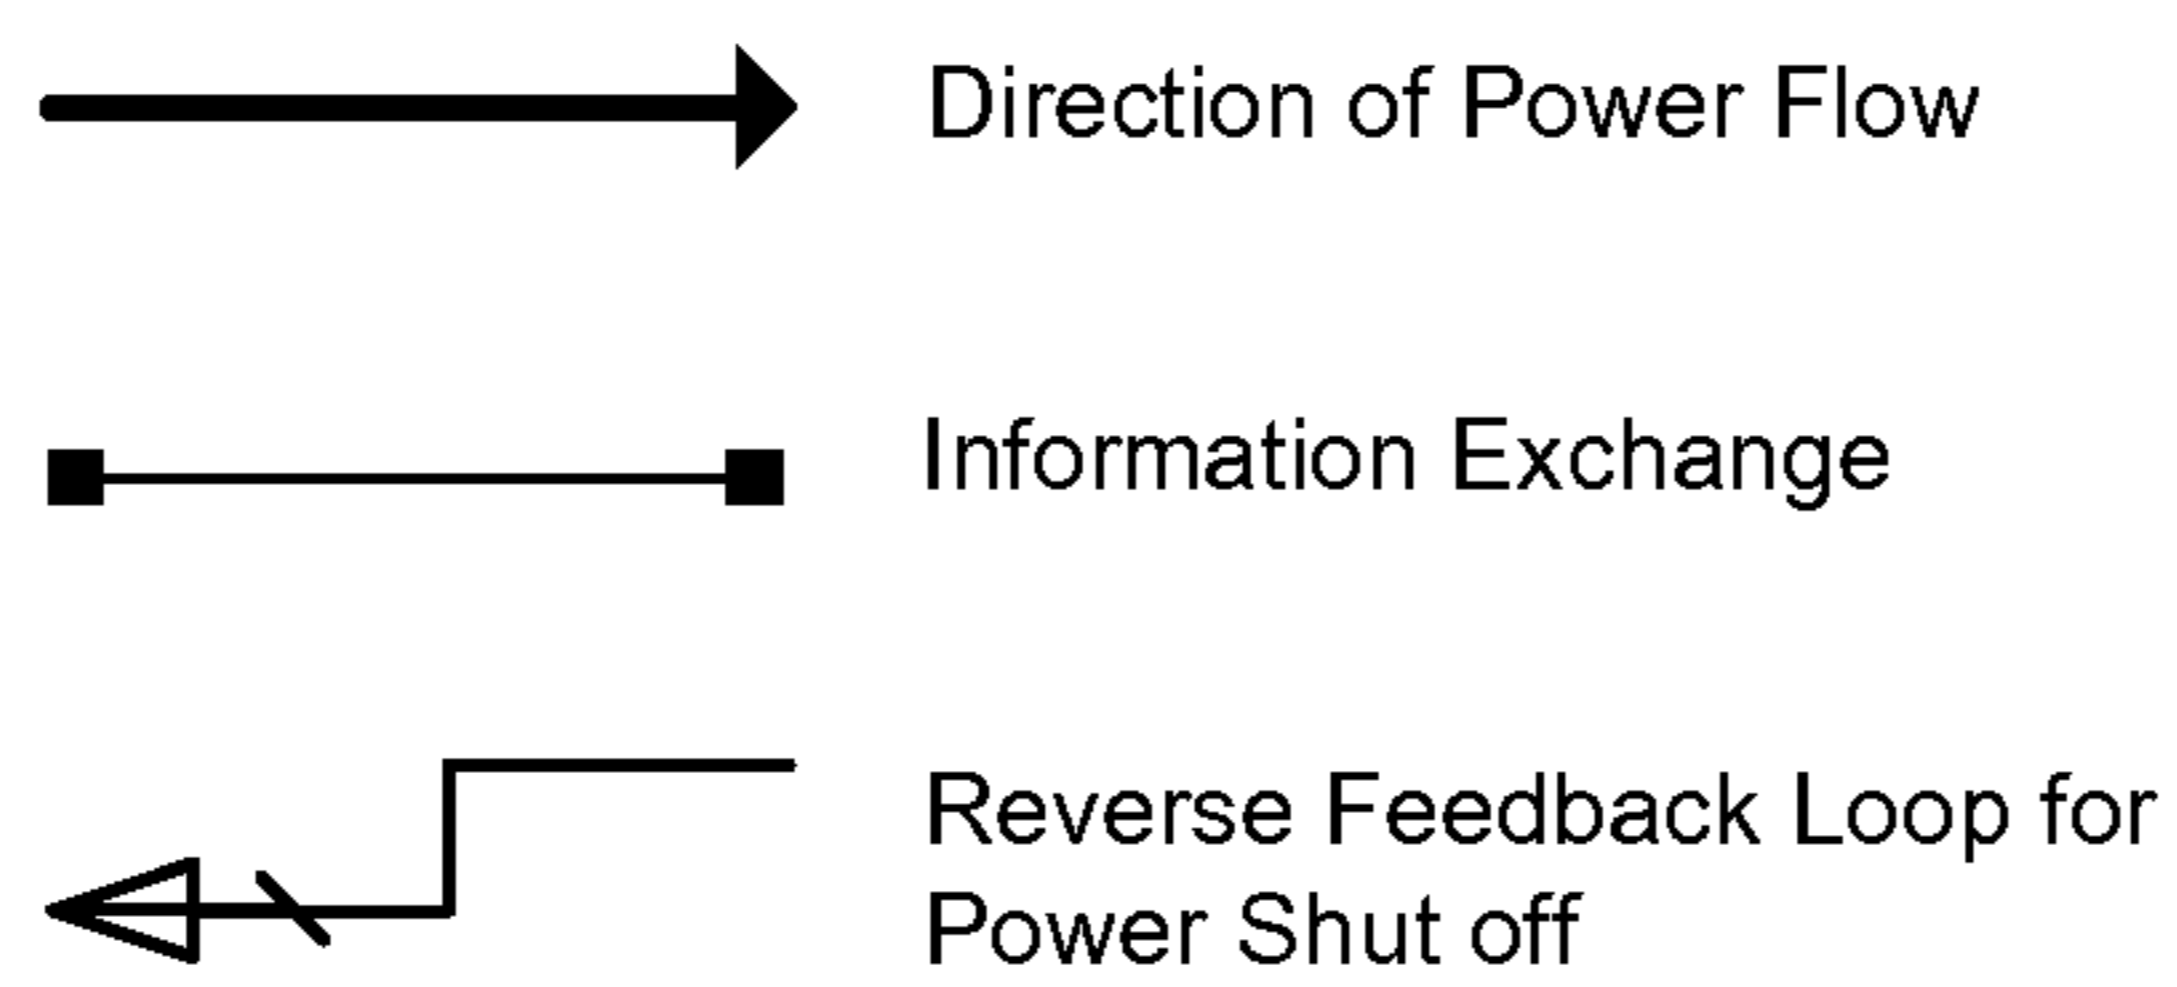 Direction of Power Flow
Information Exchange
Reverse Feedback Loop for
Power Shut off